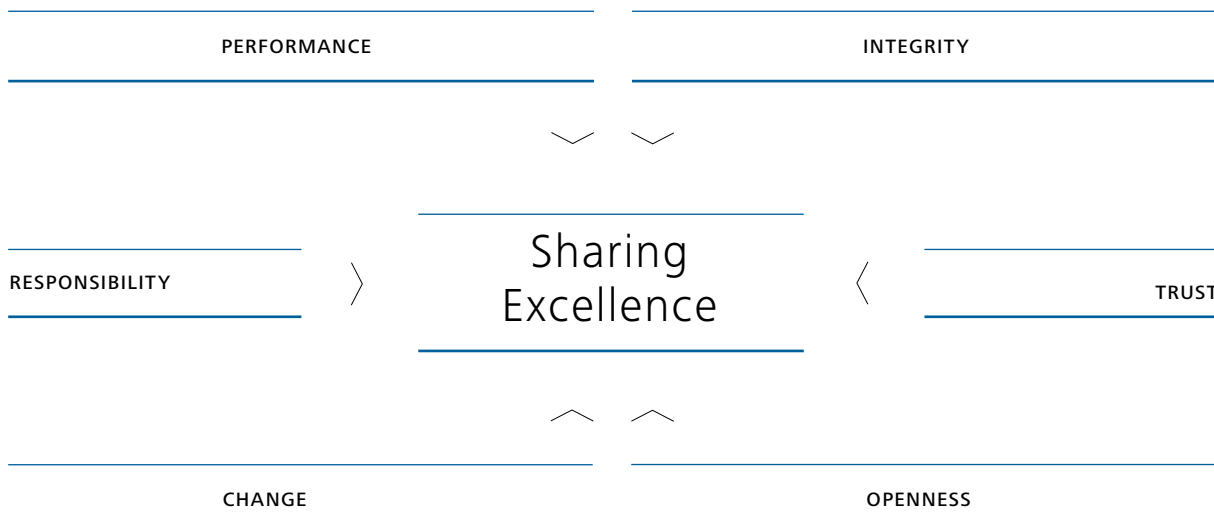 PERFORMANCE
INTEGRITY
Sharing
Excellence
RESPONSIBILITY
TRUST
CHANGE
OPENNESS